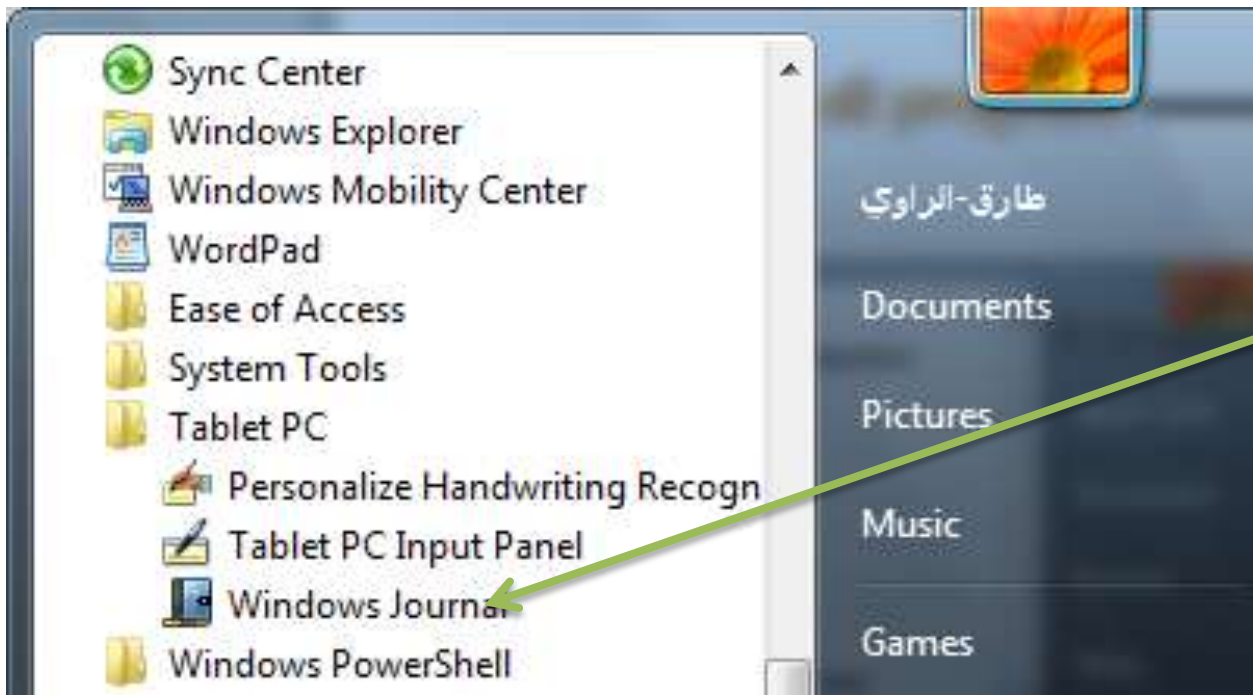 Sync Center
Windows Explorer
Windows Mobility Center
WordPad
Ease of Access
System Tools
Tablet PC
Personalize Handwriting Recogn
Tablet PC Input Panel
Windows Journal
Windows PowerShell
طارق-الراوي
Documents
Pictures
Music
Games